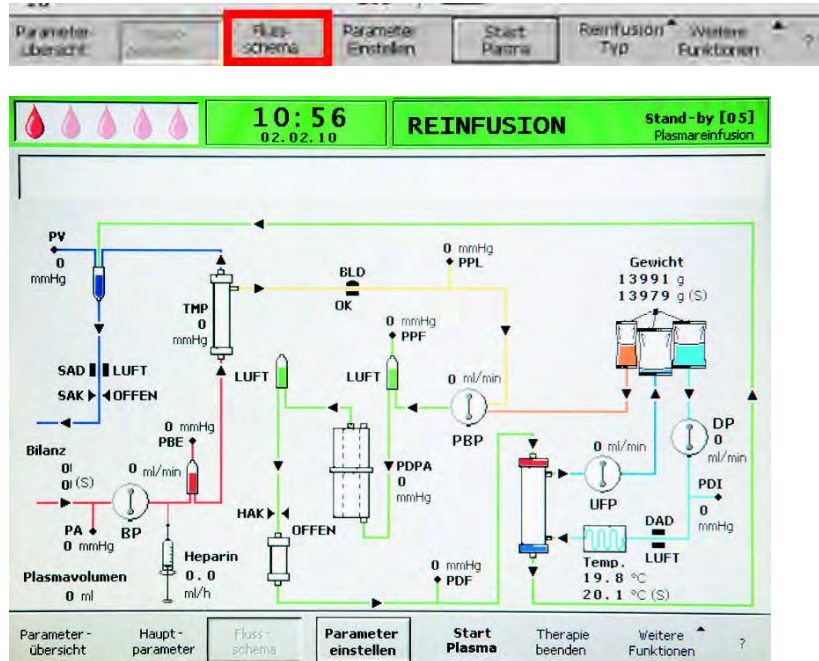 Parameter-
übersicht
Fluss-
schema
Parameter
Einstellen
Start
Plasma
Reinfusion
Typ
Weitere
Funktionen
?
10:56
02.02.10
REINFUSION
Stand-by [05]
Plasmareinfusion
PV
0
mmHg
TMP
0
mmHg
BLD
OK
0 mmHg
PPL
Gewicht
13991 g
13979 g (S)
0 mmHg
PPF
SAD LUFT
SAK OFFEN
LUFT
LUFT
0 ml/min
PBP
0 mmHg
PBE
Bilanz
0l
0l (S)
0 ml/min
BP
PA
0 mmHg
PDPA
0
mmHg
0 ml/min
UFP
DP
0
ml/min
PDI
0
mmHg
HAK
OFFEN
DAD
LUFT
Heparin
0.0
ml/h
Plasmavolumen
0 ml
0 mmHg
PDF
Temp.
19.8 °C
20.1 °C (S)
Parameter-
übersicht
Haupt-
parameter
Fluss-
schema
Parameter
einstellen
Start
Plasma
Therapie
beenden
Weitere
Funktionen
?